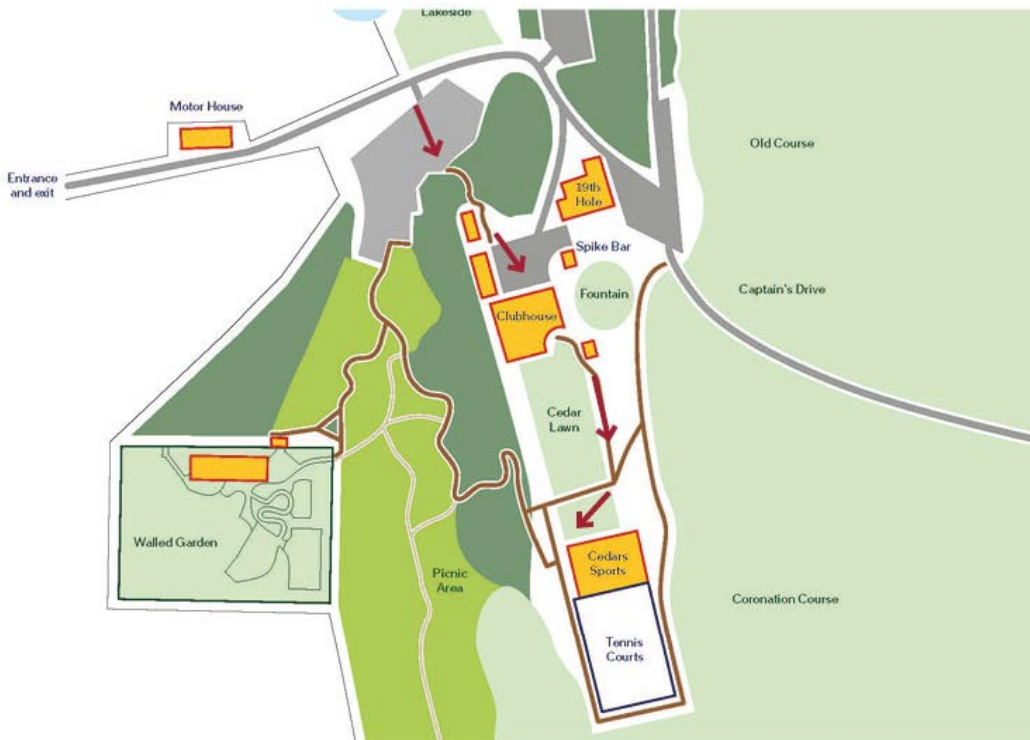 Lakeside
Motor House
Entrance
and exit
Old Course
19th
Hole
Spike Bar
Fountain
Captain's Drive
Clubhouse
Cedar
Lawn
Walled Garden
Cedars
Sports
Picnic
Area
Coronation Course
Tennis
Courts